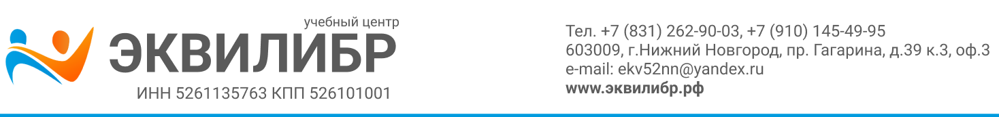 учебный центр
ЭКВИЛИБР
ИНН 5261135763 КПП 526101001
Тел. +7 (831) 262-90-03, +7 (910) 145-49-95
603009, г.Нижний Новгород, пр. Гагарина, д.39 к.3, оф.3
e-mail: ekv52nn@yandex.ru
www.эквилибр.рф